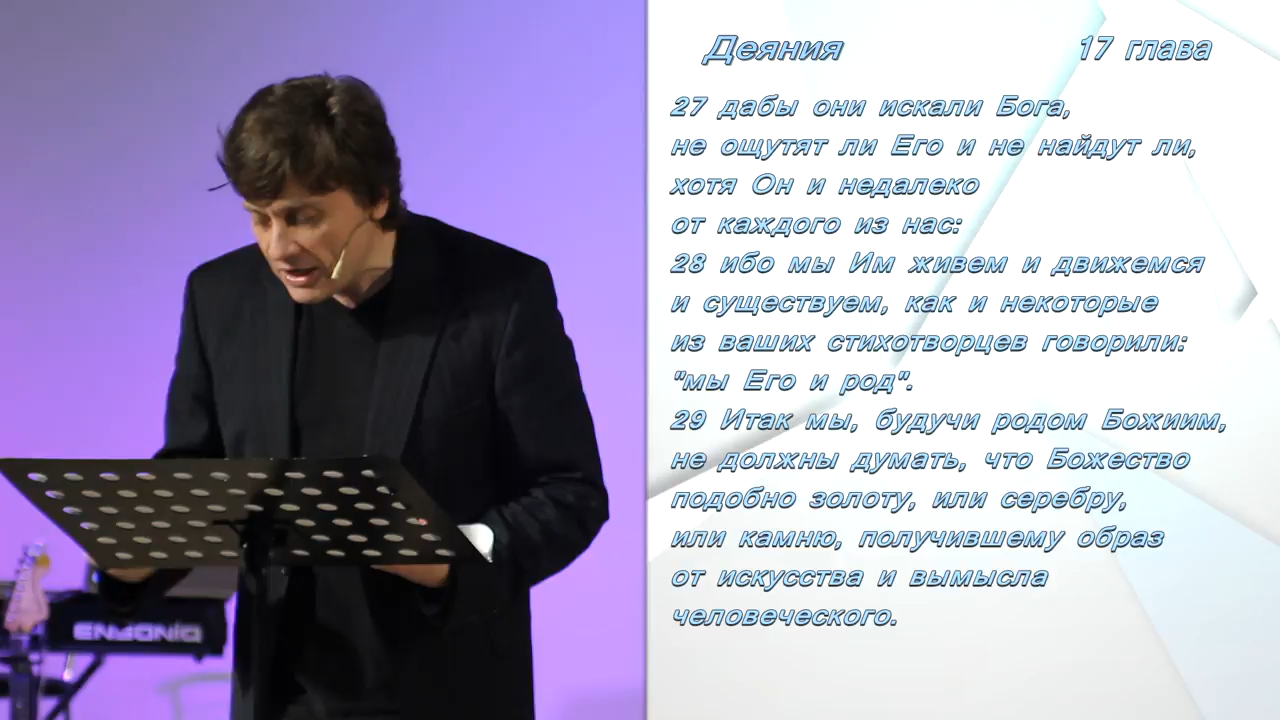 Деяния 17 глава
27 дабы они искали Бога,
не ощутят ли Его и не найдут ли,
хотя Он и недалеко
от каждого из нас:
28 ибо мы Им живем и движемся
и существуем, как и некоторые
из ваших стихотворцев говорили:
"мы Его и род".
29 Итак мы, будучи родом Божиим,
не должны думать, что Божество
подобно золоту, или серебру,
или камню, получившему образ
от искусства и вымысла
человеческого.
ENSONIQ